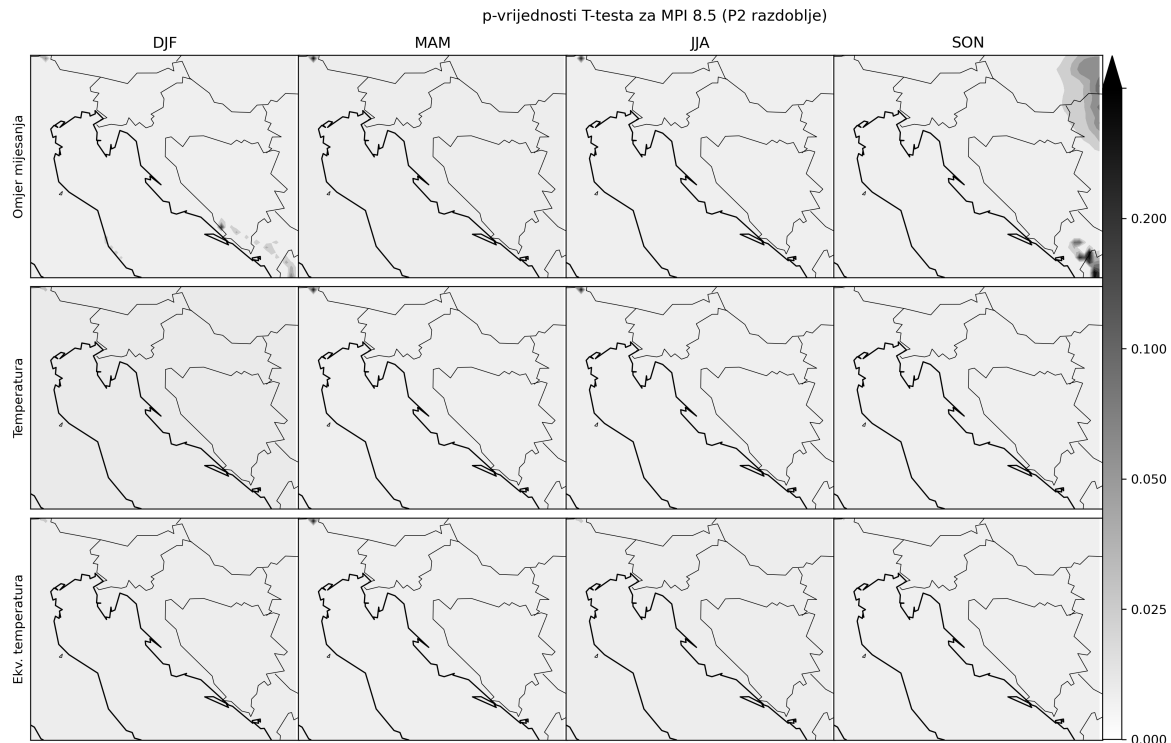 p-vrijednosti T-testa za MPI 8.5 (P2 razdoblje)
DJF
MAM
JJA
SON
Omjer mijesanja
Temperatura
Ekv. temperatura
0.200
0.100
0.050
0.025
0.000